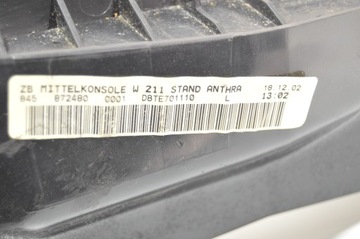 ZB MITTELKONSOLE W 211 STAND ANTHRA 18.12.02
845 872480 0001 DBTE701110 L 13:02